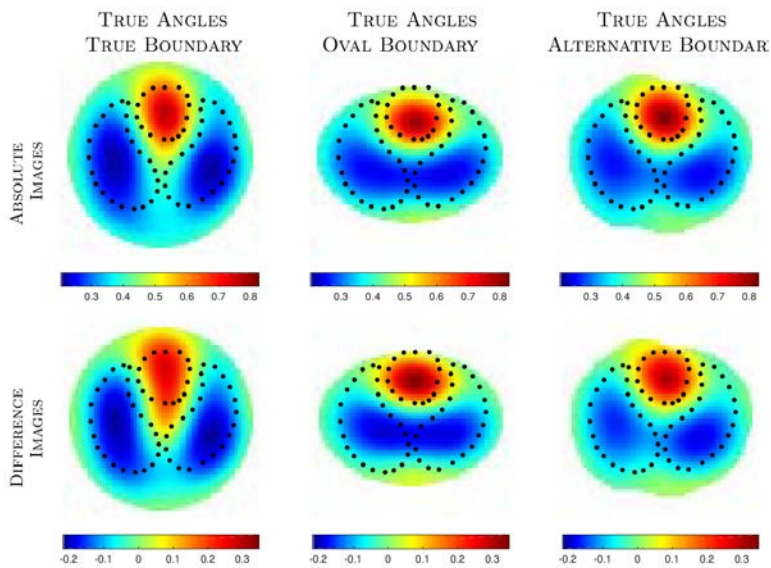 TRUE ANGLES TRUE ANGLES TRUE ANGLES
TRUE BOUNDARY OVAL BOUNDARY ALTERNATIVE BOUNDAR
ABSOLUTE
IMAGES
0.3 0.4 0.5 0.6 0.7 0.8
0.3 0.4 0.5 0.6 0.7 0.8
0.3 0.4 0.5 0.6 0.7 0.8
DIFFERENCE
IMAGES
-0.2 -0.1 0 0.1 0.2 0.3
-0.2 -0.1 0 0.1 0.2 0.3
-0.2 -0.1 0 0.1 0.2 0.3